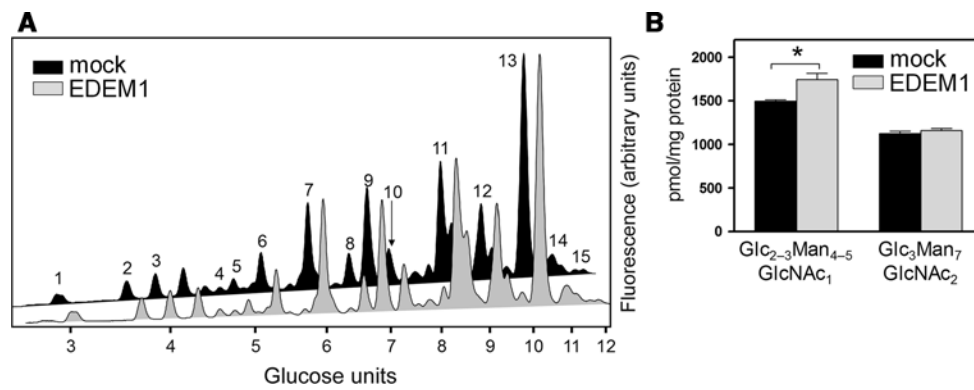 A
mock
EDEM1
1
2
3
4
5
6
7
8
9
10
11
12
13
14
15
Fluorescence (arbitrary units)
3 4 5 6 7 8 9 10 11 12
Glucose units
B
mock
EDEM1
*
pmol/mg protein
2000
1500
1000
500
0
Glc₂₋₃Man₄₋₅
GlcNAc₁
Glc₃Man₇
GlcNAc₂